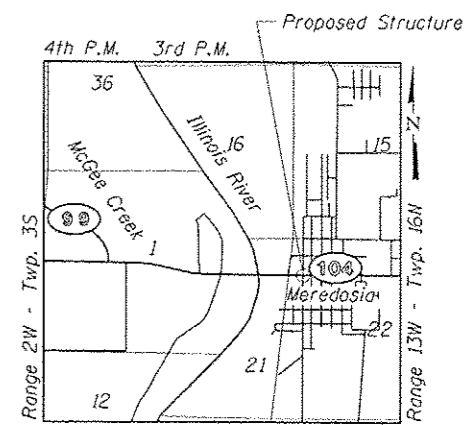 Proposed Structure
4th P.M. 3rd P.M.
36
Illinois River
16
15
Z
McGee Creek
99
1
104
Meredosia
Range 2W - Twp. 3S
Range 13W - Twp. 16N
22
21
12